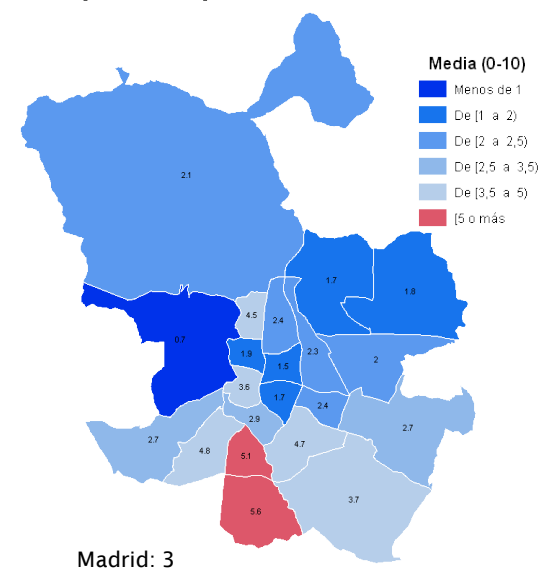 Media (0-10)
Menos de 1
De [1 a 2)
De [2 a 2,5)
De [2,5 a 3,5)
De [3,5 a 5)
[5 o más
2.1
1.7
1.8
4.5
2.4
0.7
2.3
1.9
1.5
2
3.6
1.7
2.4
2.9
2.7
2.7
4.8
4.7
5.1
3.7
5.6
Madrid: 3